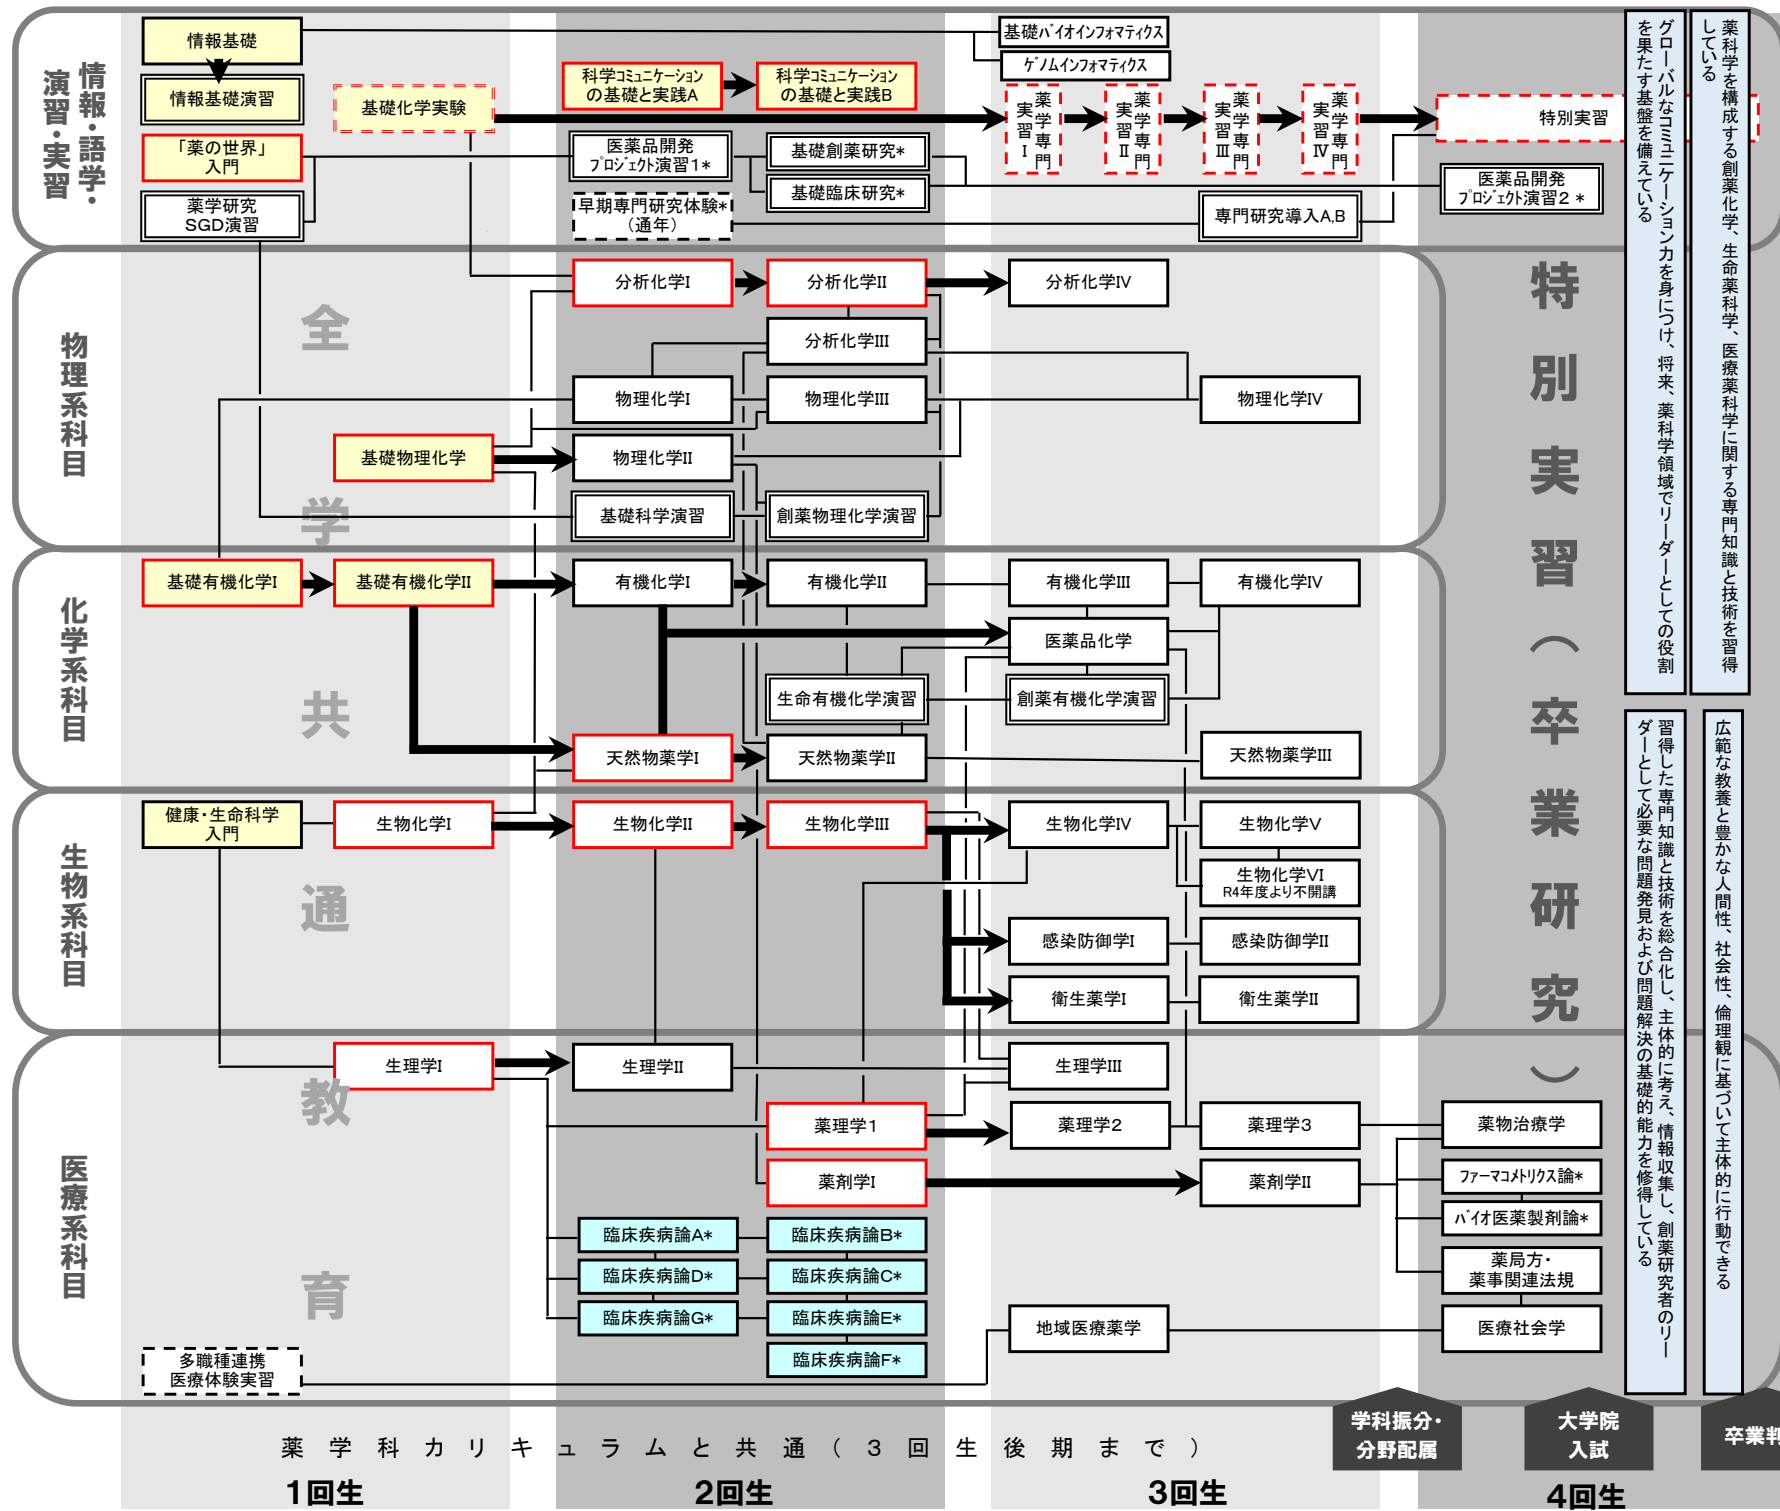 情報・語学・
演習・実習
情報基礎
情報基礎演習
「薬の世界」
入門
薬学研究
SGD演習
基礎化学実験
科学コミュニケーション
の基礎と実践A
科学コミュニケーション
の基礎と実践B
医薬品開発
プロジェクト演習1*
早期専門研究体験*
(通年)
基礎創薬研究*
基礎臨床研究*
基礎バイオインフォマティクス
ゲノムインフォマティクス
薬学専門
実習I
薬学専門
実習II
薬学専門
実習III
薬学専門
実習IV
専門研究導入A,B
特別実習
医薬品開発
プロジェクト演習2 *
物理系科目
分析化学I
分析化学II
分析化学IV
分析化学III
物理化学I
物理化学III
物理化学IV
基礎物理化学
物理化学II
基礎科学演習
創薬物理化学演習
化学系科目
基礎有機化学I
基礎有機化学II
有機化学I
有機化学II
有機化学III
有機化学IV
医薬品化学
生命有機化学演習
創薬有機化学演習
天然物薬学I
天然物薬学II
天然物薬学III
生物系科目
健康・生命科学
入門
生物化学I
生物化学II
生物化学III
生物化学IV
生物化学V
生物化学VI
R4年度より不開講
感染防御学I
感染防御学II
衛生薬学I
衛生薬学II
医療系科目
生理学I
生理学II
生理学III
薬理学1
薬理学2
薬理学3
薬剤学I
薬剤学II
薬物治療学
ファーマコメトリクス論*
バイオ医薬製剤論*
薬局方・
薬事関連法規
医療社会学
臨床疾病論A*
臨床疾病論B*
臨床疾病論D*
臨床疾病論C*
臨床疾病論G*
臨床疾病論E*
臨床疾病論F*
地域医療薬学
多職種連携
医療体験実習
全学共通教育
特別実習(卒業研究)
薬科学を構成する創薬化学、生命薬科学、医療薬科学に関する専門知識と技術を習得
している
グローバルなコミュニケーション力を身につけ、将来、薬科学領域でリーダーとしての役割
を果たす基盤を備えている
広範な教養と豊かな人間性、社会性、倫理観に基づいて主体的に行動できる
習得した専門知識と技術を総合化し、主体的に考え、情報収集し、創薬研究者のリー
ダーとして必要な問題発見および問題解決の基礎的能力を修得している
学科振分・
分野配属
大学院
入試
卒業判
薬学科カリキュラムと共通(3回生後期まで)
1回生
2回生
3回生
4回生